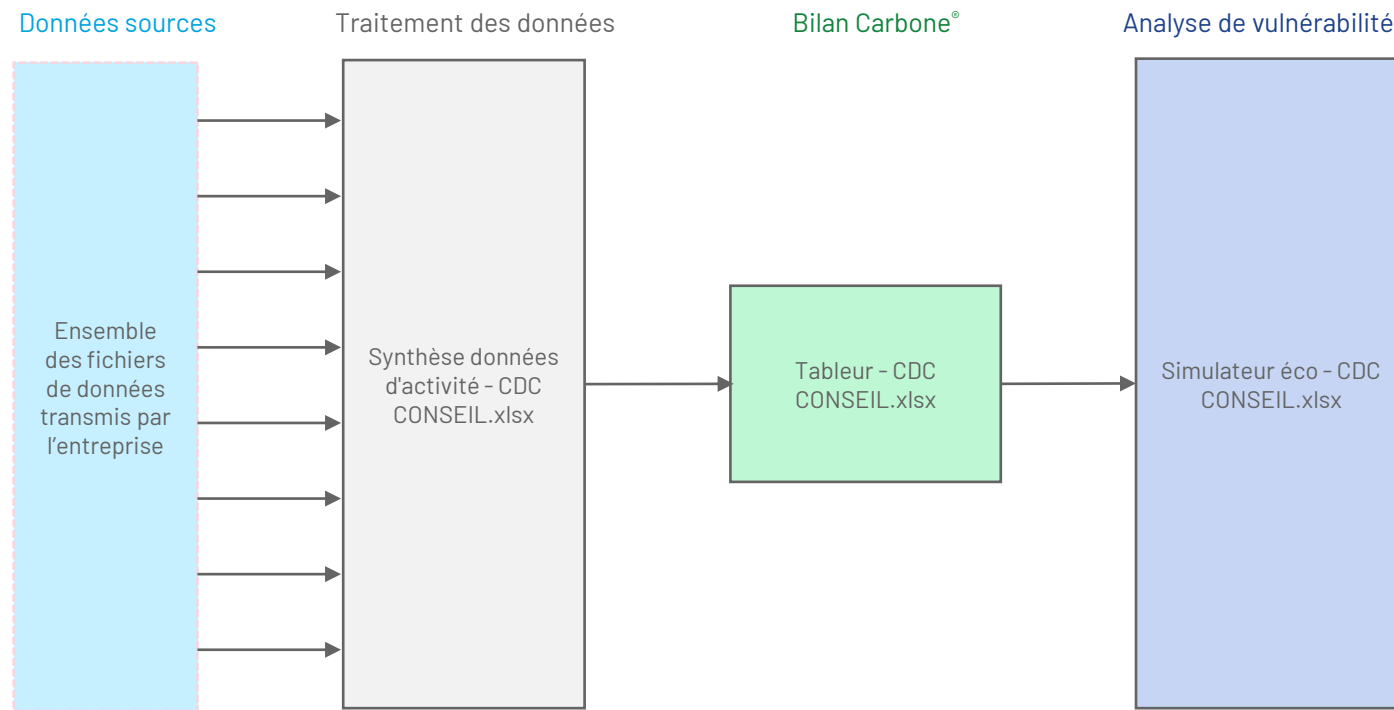 Données sources
Traitement des données
Bilan Carbone®
Analyse de vulnérabilité
Ensemble
des fichiers
de données
transmis par
l’entreprise
Synthèse données
d'activité - CDC
CONSEIL.xlsx
Tableur - CDC
CONSEIL.xlsx
Simulateur éco - CDC
CONSEIL.xlsx